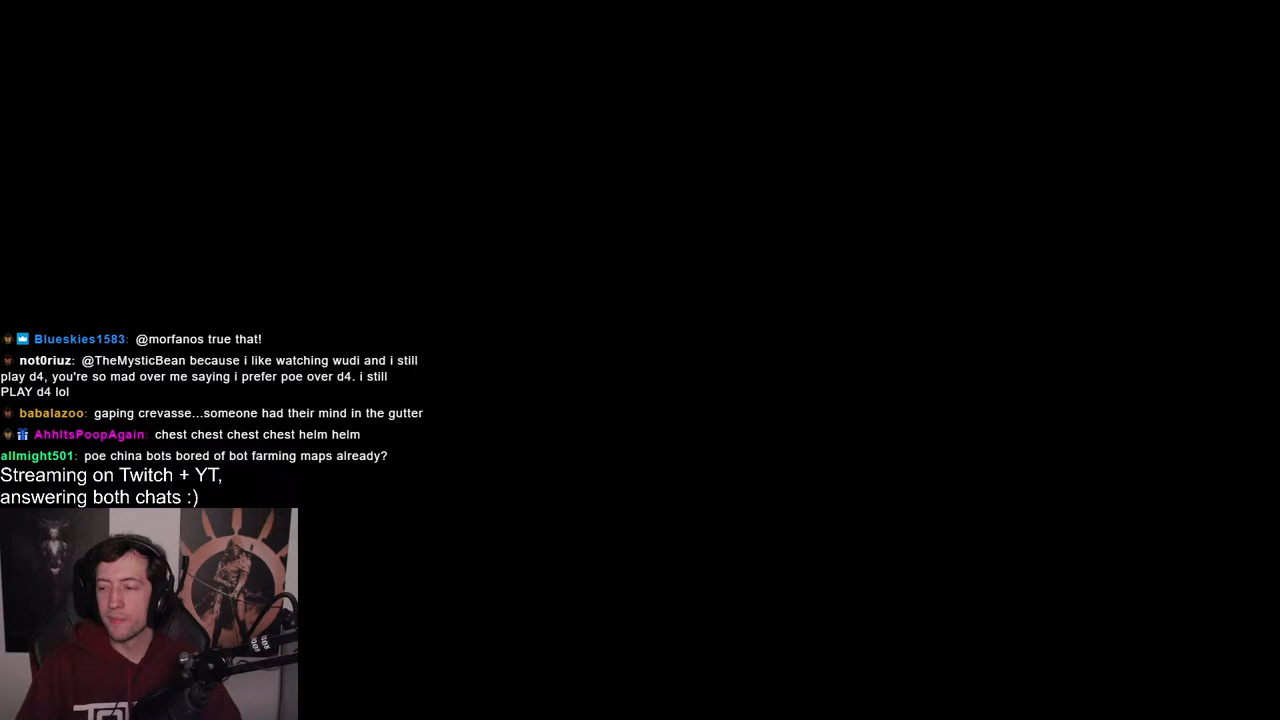 Blueskies1583: @morfanos true that!
not0riuz: @TheMysticBean because i like watching wudi and i still
play d4, you're so mad over me saying i prefer poe over d4. i still
PLAY d4 lol
babalazoo: gaping crevasse...someone had their mind in the gutter
AhhItsPoopAgain: chest chest chest chest helm helm
allmight501: poe china bots bored of bot farming maps already?
Streaming on Twitch + YT,
answering both chats :)